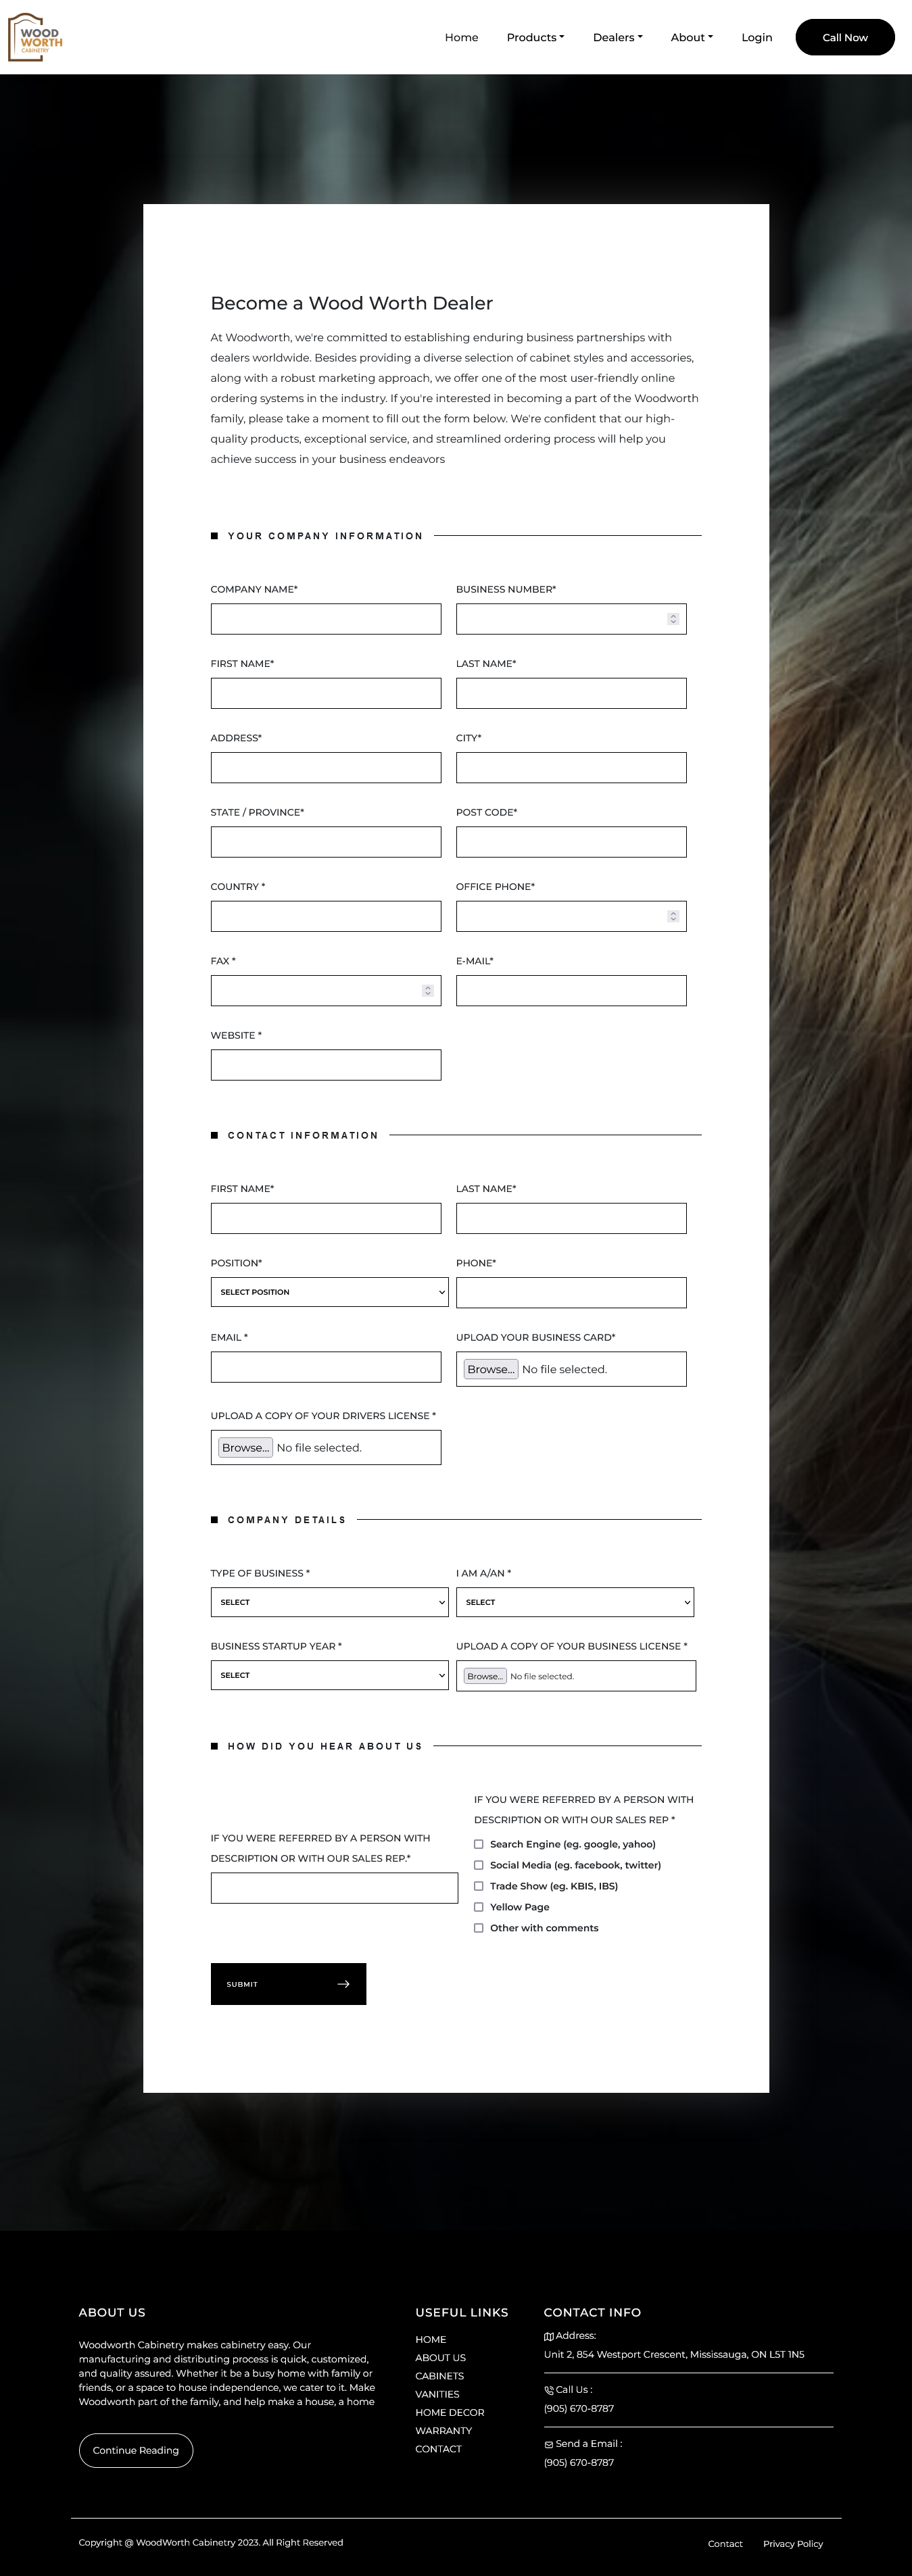 WOOD
WORTH
CABINETRY
Home
Products
Dealers
About
Login
Call Now
Become a Wood Worth Dealer
At Woodworth, we're committed to establishing enduring business partnerships with
dealers worldwide. Besides providing a diverse selection of cabinet styles and accessories,
along with a robust marketing approach, we offer one of the most user-friendly online
ordering systems in the industry. If you're interested in becoming a part of the Woodworth
family, please take a moment to fill out the form below. We're confident that our high-
quality products, exceptional service, and streamlined ordering process will help you
achieve success in your business endeavors
YOUR COMPANY INFORMATION
COMPANY NAME*
BUSINESS NUMBER*
FIRST NAME*
LAST NAME*
ADDRESS*
CITY*
STATE / PROVINCE*
POST CODE*
COUNTRY *
OFFICE PHONE*
FAX *
E-MAIL*
WEBSITE *
CONTACT INFORMATION
FIRST NAME*
LAST NAME*
POSITION*
PHONE*
SELECT POSITION
EMAIL *
UPLOAD YOUR BUSINESS CARD*
Browse... No file selected.
UPLOAD A COPY OF YOUR DRIVERS LICENSE *
Browse... No file selected.
COMPANY DETAILS
TYPE OF BUSINESS *
I AM A/AN *
SELECT
SELECT
BUSINESS STARTUP YEAR *
UPLOAD A COPY OF YOUR BUSINESS LICENSE *
SELECT
Browse... No file selected.
HOW DID YOU HEAR ABOUT US
IF YOU WERE REFERRED BY A PERSON WITH
DESCRIPTION OR WITH OUR SALES REP.*
IF YOU WERE REFERRED BY A PERSON WITH
DESCRIPTION OR WITH OUR SALES REP *
Search Engine (eg. google, yahoo)
Social Media (eg. facebook, twitter)
Trade Show (eg. KBIS, IBS)
Yellow Page
Other with comments
SUBMIT
ABOUT US
Woodworth Cabinetry makes cabinetry easy. Our
manufacturing and distributing process is quick, customized,
and quality assured. Whether it be a busy home with family or
friends, or a space to house independence, we cater to it. Make
Woodworth part of the family, and help make a house, a home
Continue Reading
USEFUL LINKS
HOME
ABOUT US
CABINETS
VANITIES
HOME DECOR
WARRANTY
CONTACT
CONTACT INFO
Address:
Unit 2, 854 Westport Crescent, Mississauga, ON L5T 1N5
Call Us :
(905) 670-8787
Send a Email :
(905) 670-8787
Copyright @ WoodWorth Cabinetry 2023. All Right Reserved
Contact
Privacy Policy